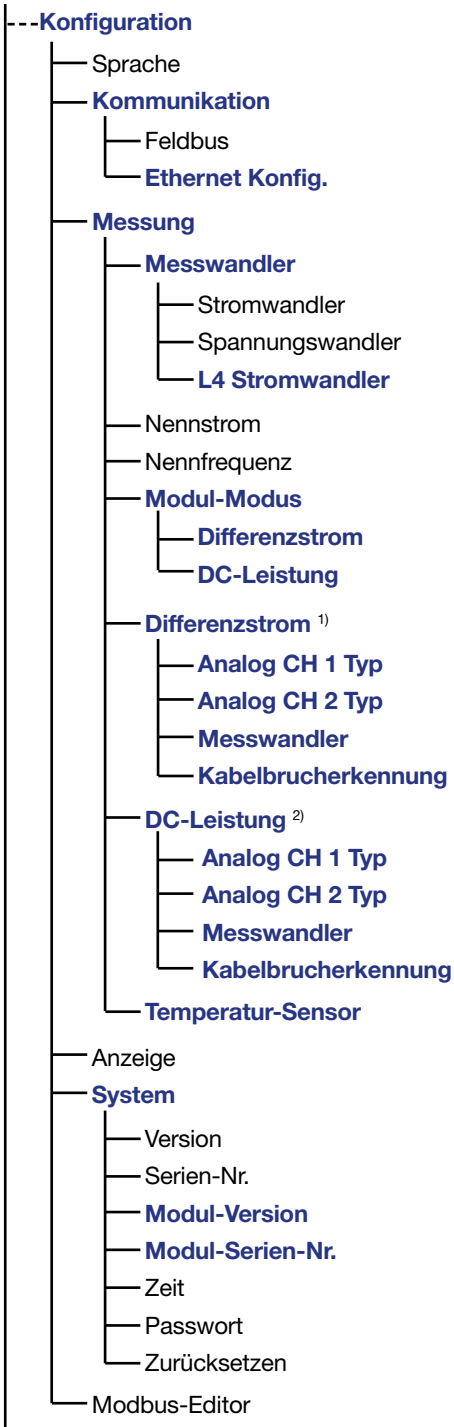 Konfiguration
Sprache
Kommunikation
Feldbus
Ethernet Konfig.
Messung
Messwandler
Stromwandler
Spannungswandler
L4 Stromwandler
Nennstrom
Nennfrequenz
Modul-Modus
Differenzstrom
DC-Leistung
Differenzstrom 1)
Analog CH 1 Typ
Analog CH 2 Typ
Messwandler
Kabelbrucherkennung
DC-Leistung 2)
Analog CH 1 Typ
Analog CH 2 Typ
Messwandler
Kabelbrucherkennung
Temperatur-Sensor
Anzeige
System
Version
Serien-Nr.
Modul-Version
Modul-Serien-Nr.
Zeit
Passwort
Zurücksetzen
Modbus-Editor